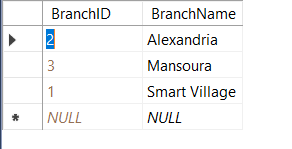 BranchID BranchName
2 Alexandria
3 Mansoura
1 Smart Village
* NULL NULL